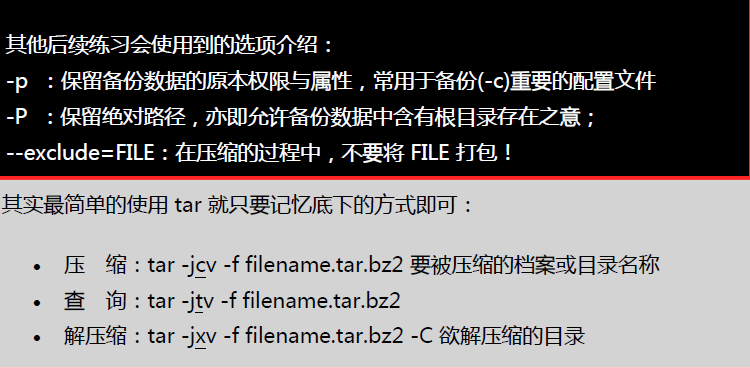 其他后续练习会使用到的选项介绍：
-p ：保留备份数据的原本权限与属性，常用于备份(-c)重要的配置文件
-P ：保留绝对路径，亦即允许备份数据中含有根目录存在之意；
--exclude=FILE：在压缩的过程中，不要将 FILE 打包！
其实最简单的使用 tar 就只要记忆底下的方式即可：
• 压　缩：tar -jcv -f filename.tar.bz2 要被压缩的档案或目录名称
• 查　询：tar -jtv -f filename.tar.bz2
• 解压缩：tar -jxv -f filename.tar.bz2 -C 欲解压缩的目录